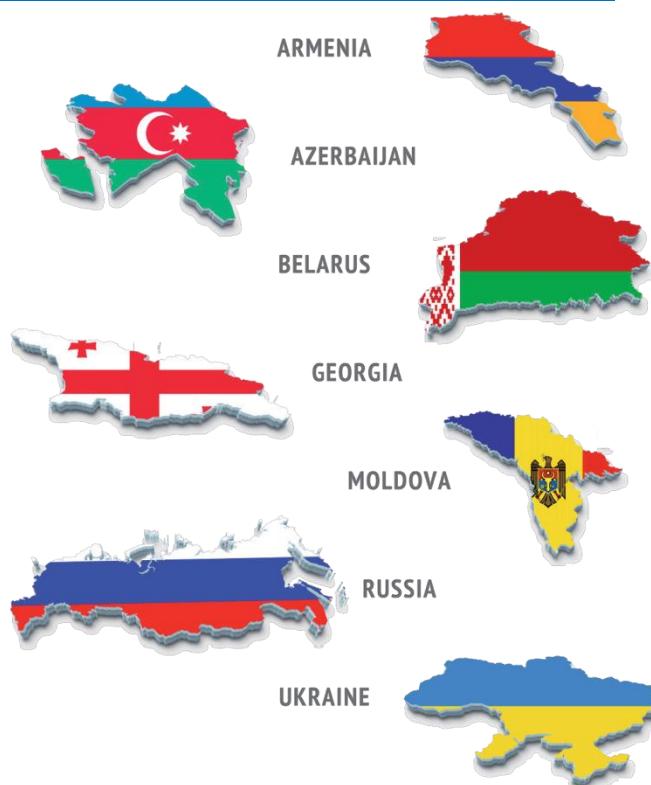 ARMENIA
AZERBAIJAN
BELARUS
GEORGIA
MOLDOVA
RUSSIA
UKRAINE